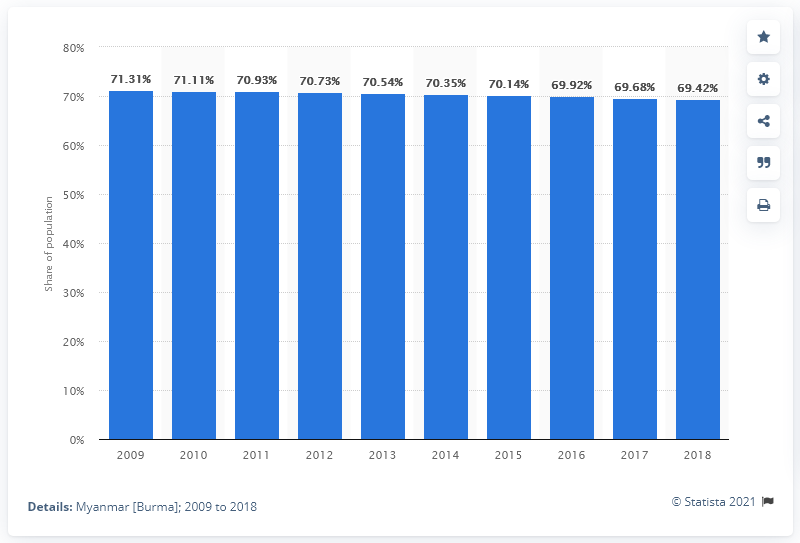 80%
71.31% 71.11% 70.93% 70.73% 70.54% 70.35% 70.14% 69.92% 69.68% 69.42%
70%
60%
50%
40%
30%
20%
10%
0%
Share of population
2009 2010 2011 2012 2013 2014 2015 2016 2017 2018
Details: Myanmar [Burma]; 2009 to 2018
© Statista 2021